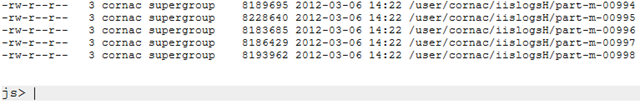 -rw-r--r-- 3 cornac supergroup 8189695 2012-03-06 14:22 /user/cornac/iislogsH/part-m-00994
-rw-r--r-- 3 cornac supergroup 8228640 2012-03-06 14:22 /user/cornac/iislogsH/part-m-00995
-rw-r--r-- 3 cornac supergroup 8183685 2012-03-06 14:22 /user/cornac/iislogsH/part-m-00996
-rw-r--r-- 3 cornac supergroup 8186429 2012-03-06 14:22 /user/cornac/iislogsH/part-m-00997
-rw-r--r-- 3 cornac supergroup 8193962 2012-03-06 14:22 /user/cornac/iislogsH/part-m-00998
js>